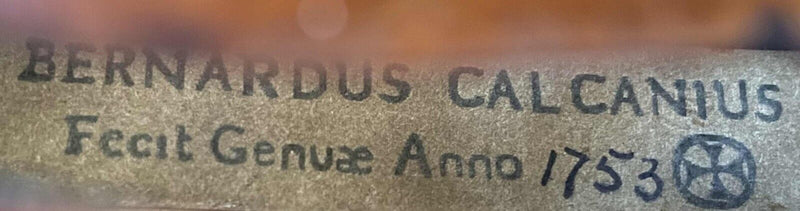 BERNARDUS CALCANIUS
Fecit Genuæ Anno 1753